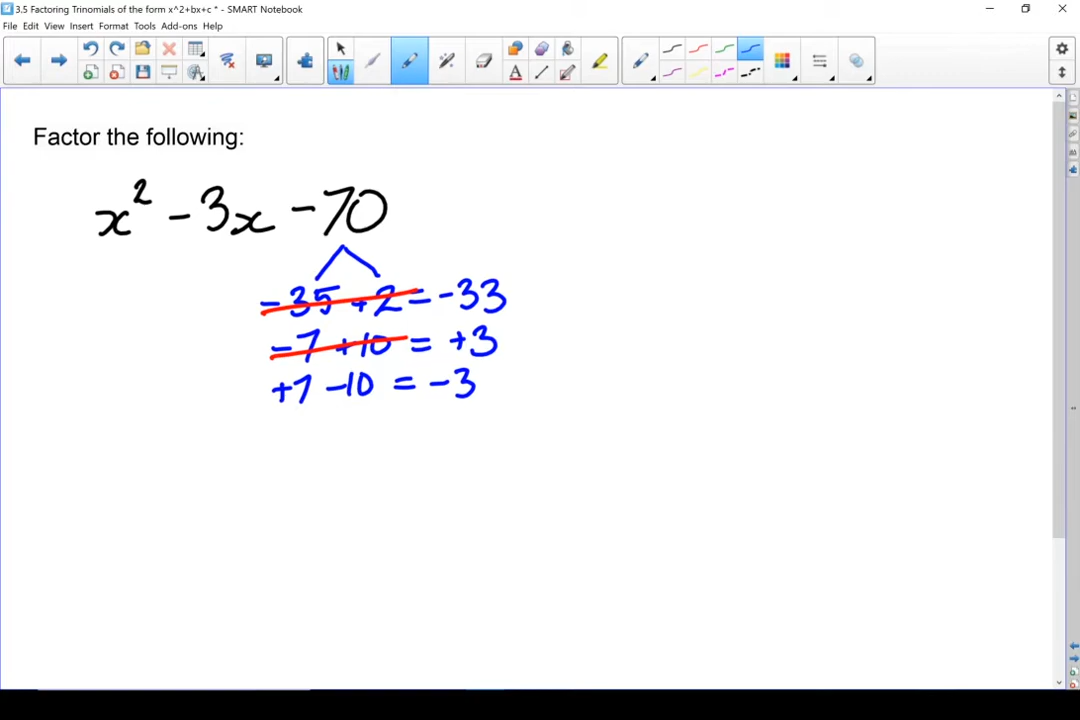 3.5 Factoring Trinomials of the form x^2+bx+c * - SMART Notebook
File Edit View Insert Format Tools Add-ons Help
Factor the following:
x² - 3x - 70
-35 +2 = -33
-7 +10 = +3
+7 -10 = -3